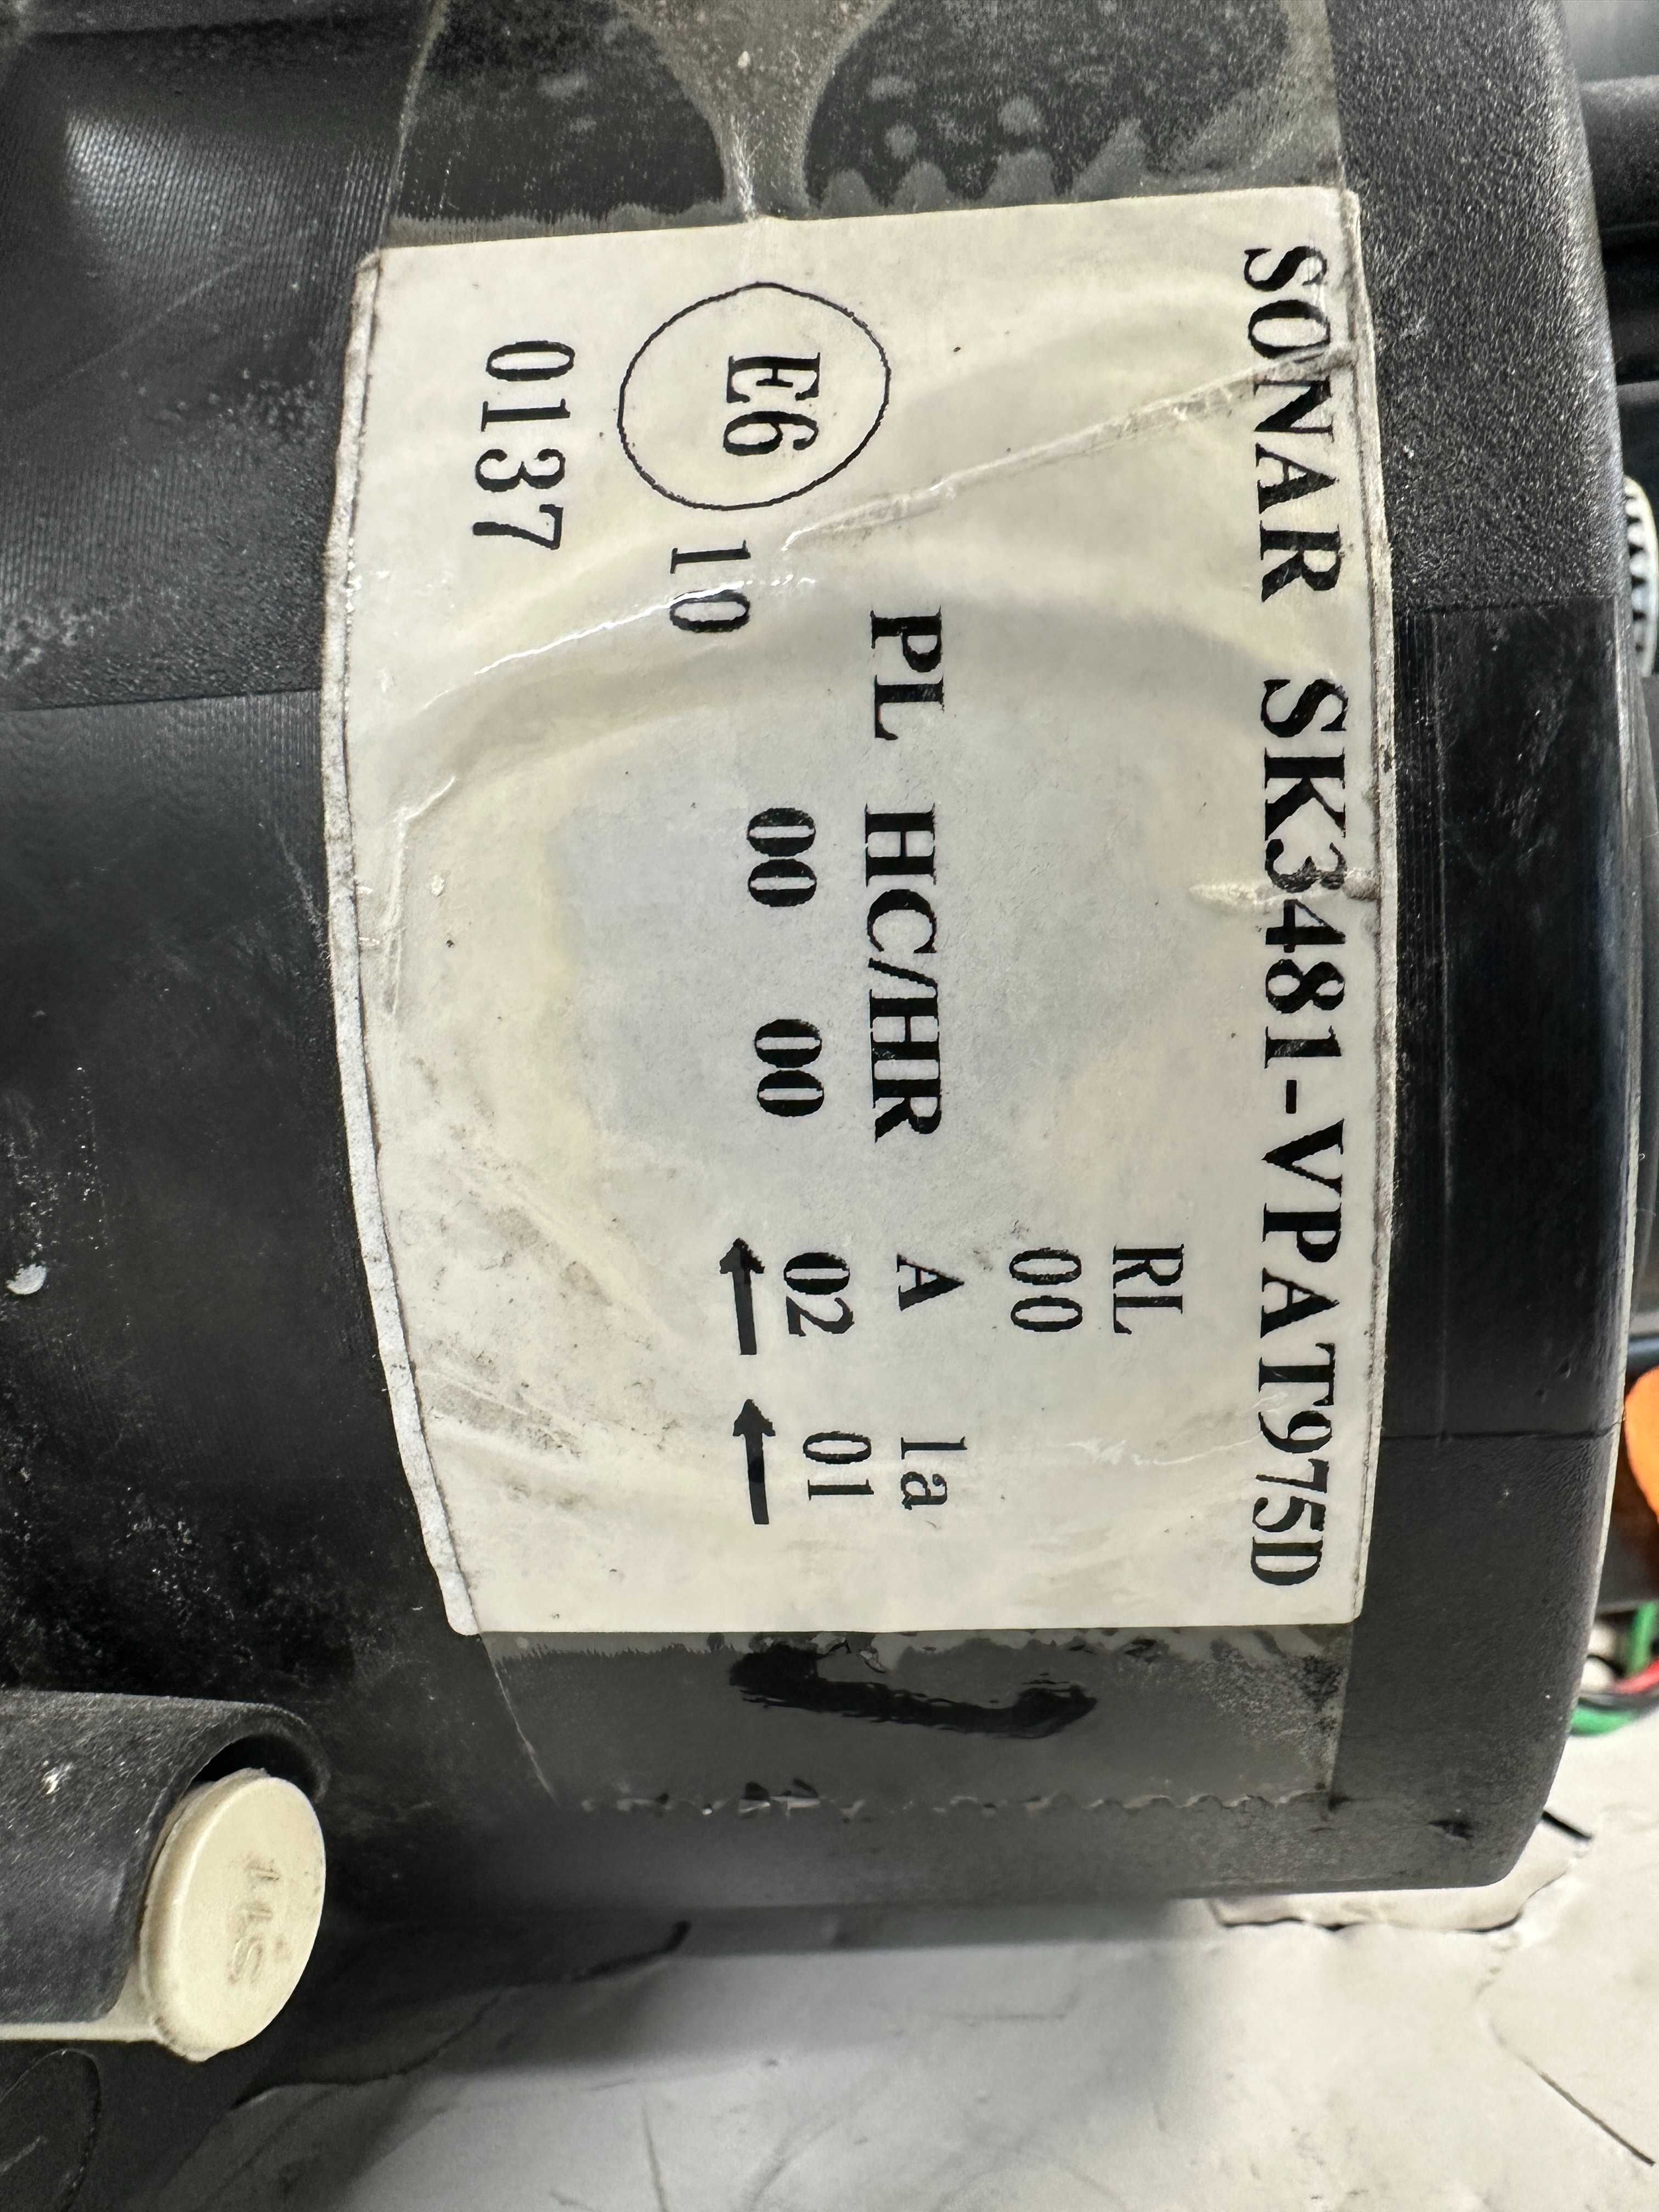 SONAR SK3481-VPAT975D
RL
00
PL HC/HR A 1a
E6 00 00 02 01
10
0137